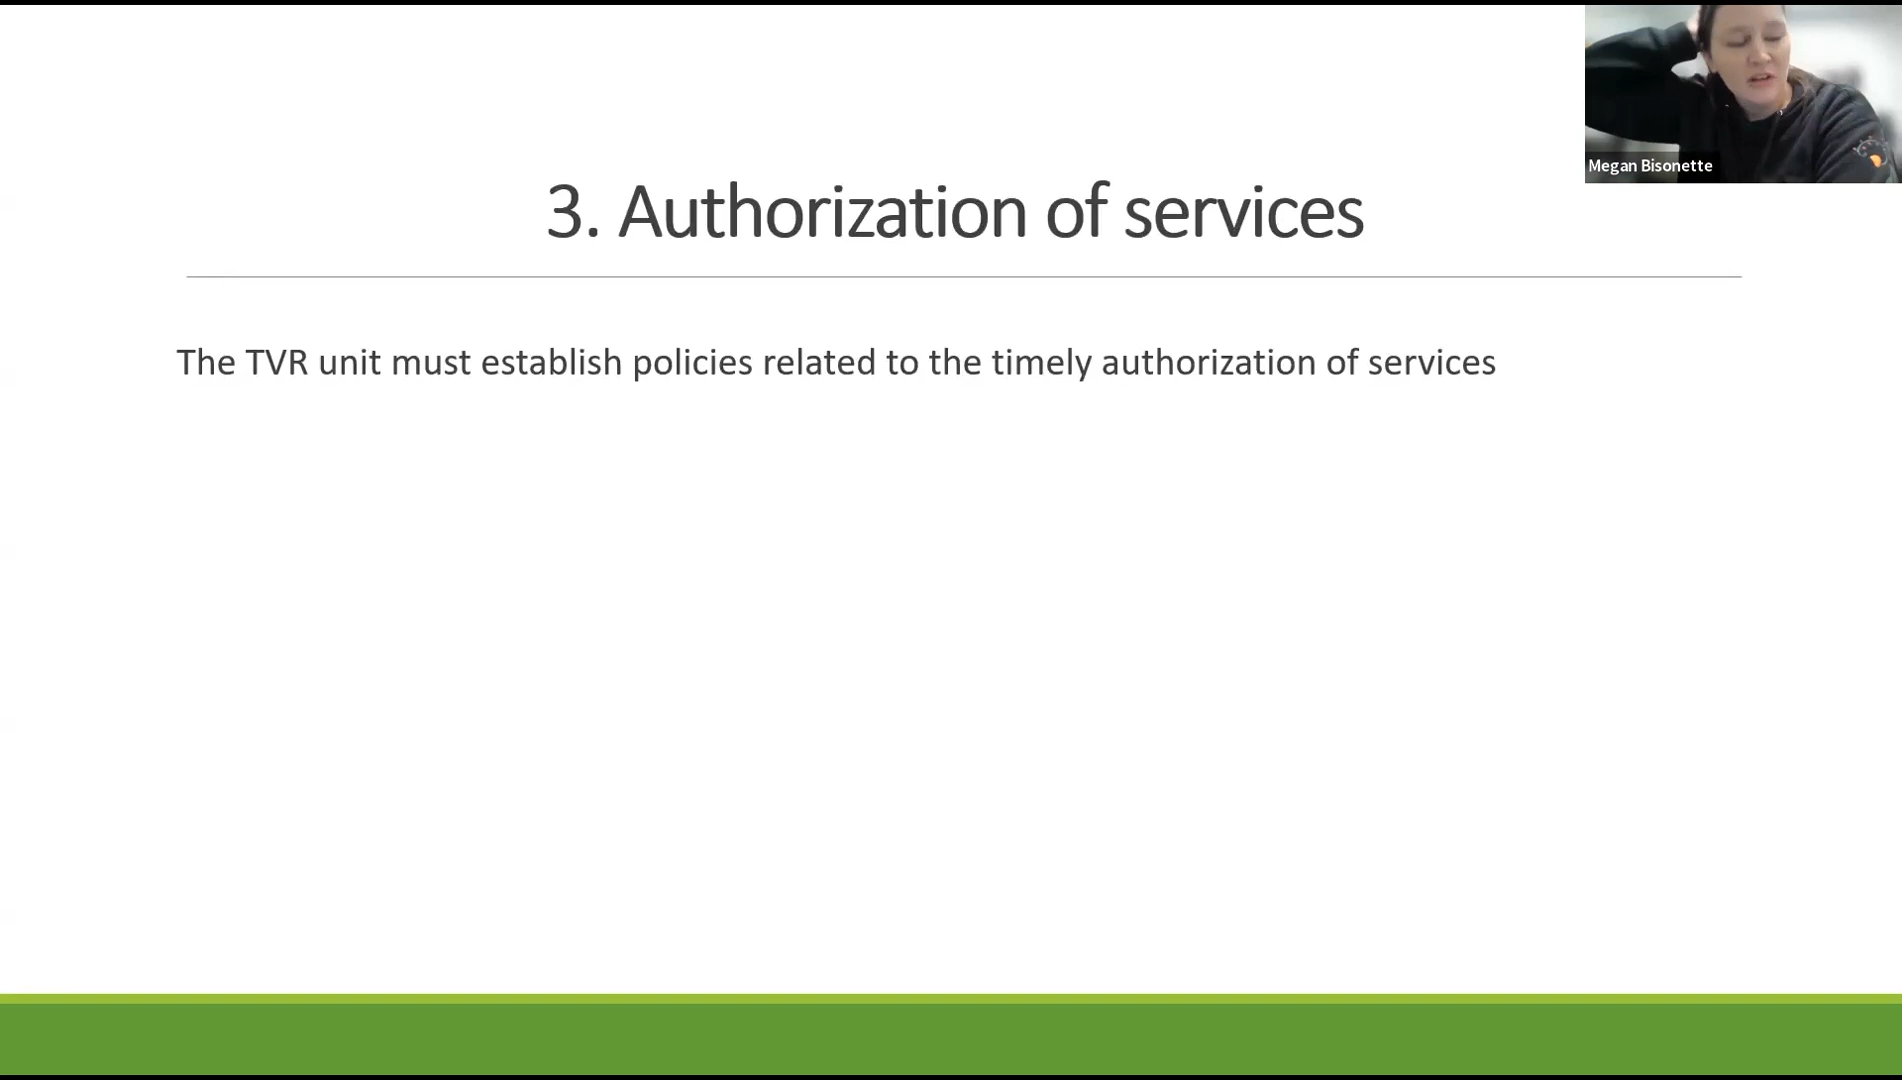 Megan Bisonette
3. Authorization of services
The TVR unit must establish policies related to the timely authorization of services